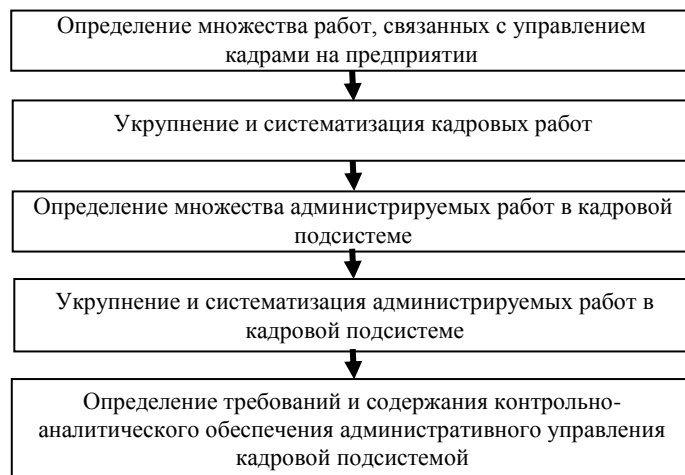 Определение множества работ, связанных с управлением
кадрами на предприятии
Укрупнение и систематизация кадровых работ
Определение множества администрируемых работ в кадровой
подсистеме
Укрупнение и систематизация администрируемых работ в
кадровой подсистеме
Определение требований и содержания контрольно-
аналитического обеспечения административного управления
кадровой подсистемой